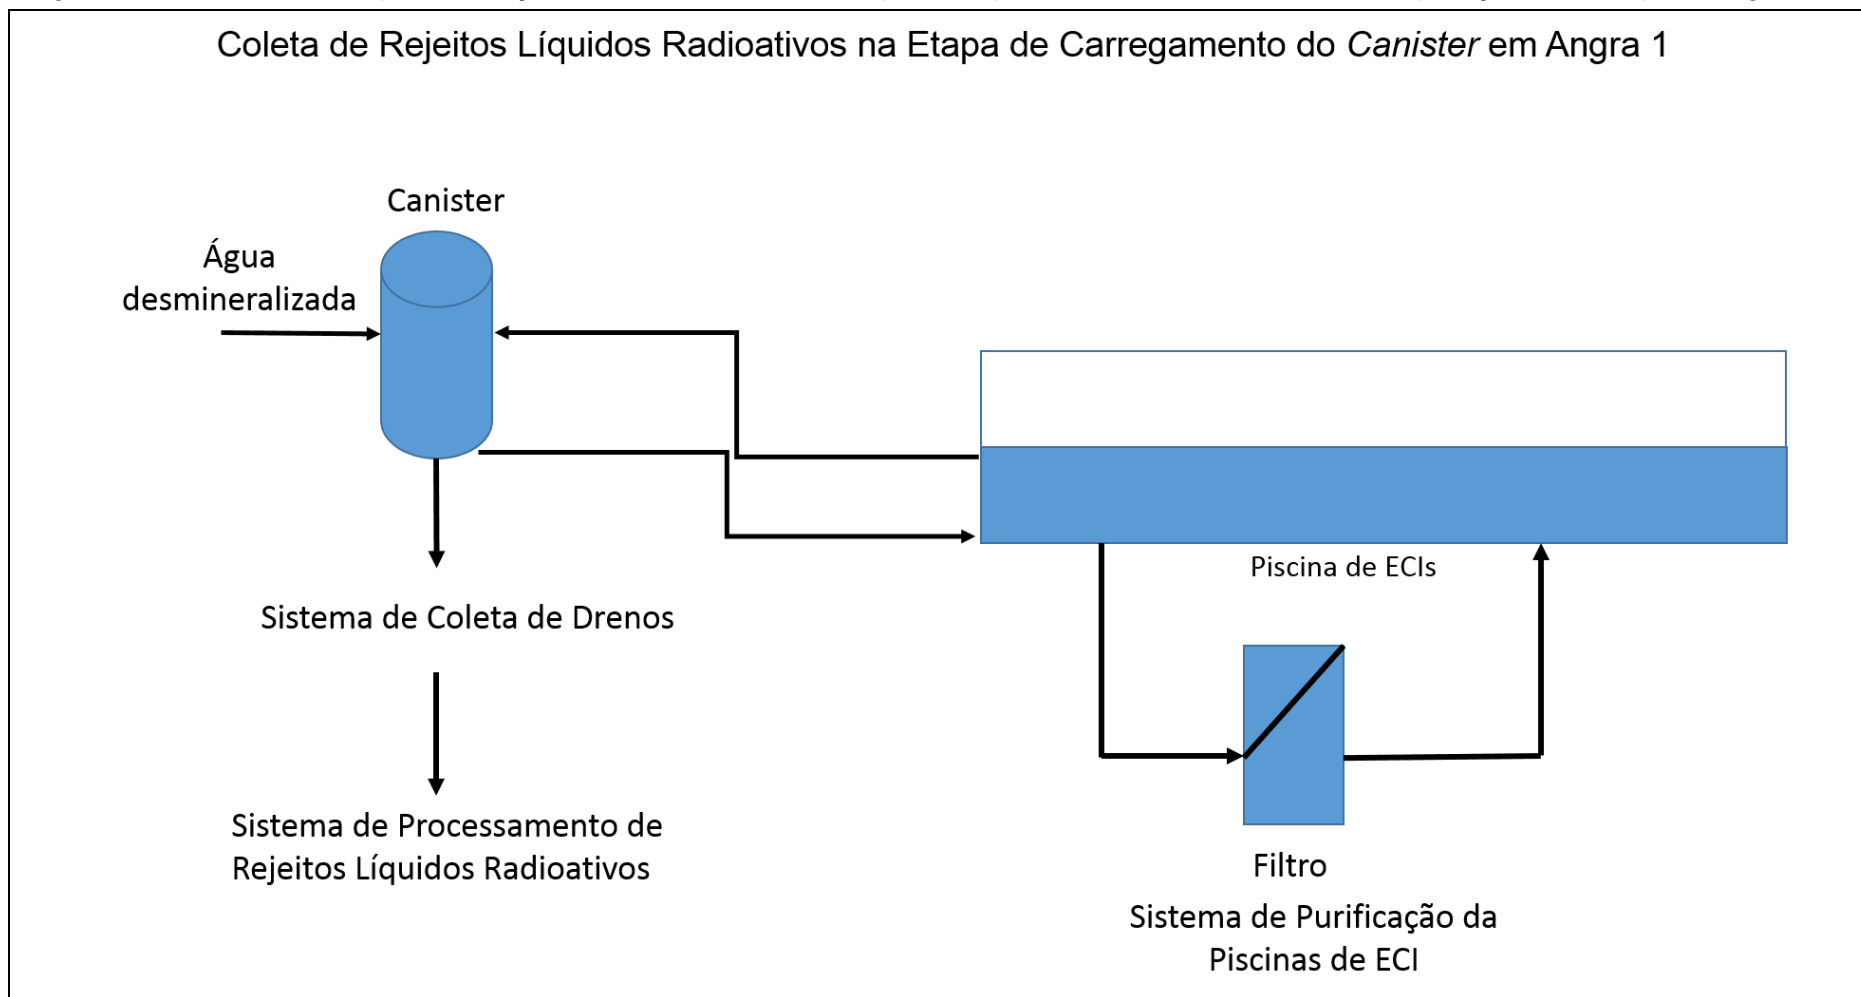 Coleta de Rejeitos Líquidos Radioativos na Etapa de Carregamento do Canister em Angra 1
Canister
Água
desmineralizada
Piscina de ECIs
Sistema de Coleta de Drenos
Sistema de Processamento de
Rejeitos Líquidos Radioativos
Filtro
Sistema de Purificação da
Piscinas de ECI